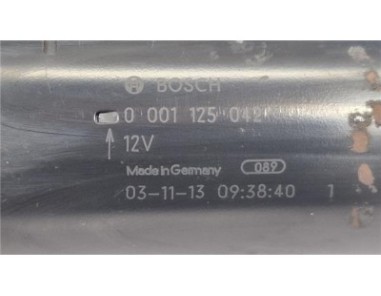 BOSCH
0 001 125 042
12V
Made in Germany 089
03-11-13 09:38:40 1